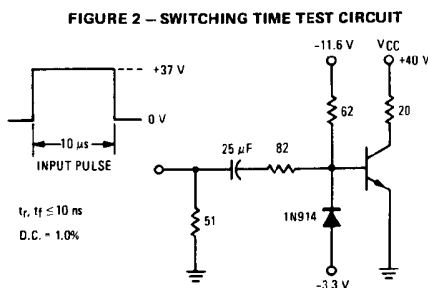 FIGURE 2 – SWITCHING TIME TEST CIRCUIT
-11.6 V
VCC
+40 V
+37 V
0 V
10 μs
INPUT PULSE
62
20
25 μF
82
51
1N914
-3.3 V
tr, tf ≤ 10 ns
D.C. = 1.0%